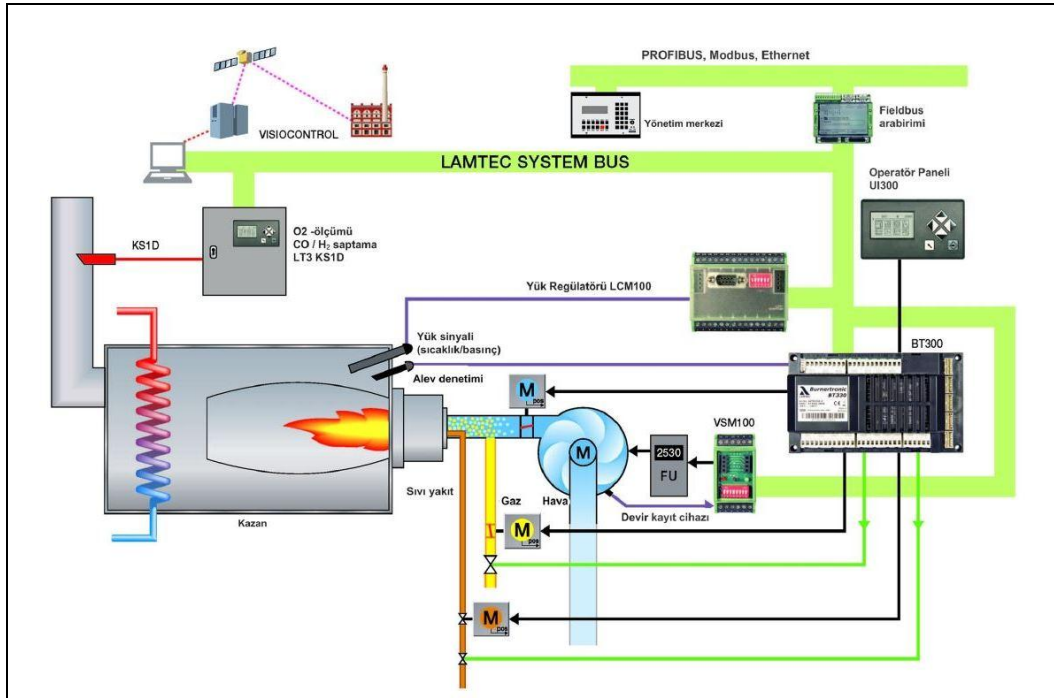 PROFIBUS, Modbus, Ethernet
VISIOCONTROL
Yönetim merkezi
Fieldbus
arabirimi
LAMTEC SYSTEM BUS
Operatör Paneli
UI300
KS1D
O2 -ölçümü
CO / H₂ saptama
LT3 KS1D
Yük Regülatörü LCM100
Yük sinyali
(sıcaklık/basınç)
Alev denetimi
BT300
Burnertronic
BT330
M
pos
VSM100
M
2530
FU
Sıvı yakıt
Gaz
Hava
Devir kayıt cihazı
Kazan
M
pos
M
pos